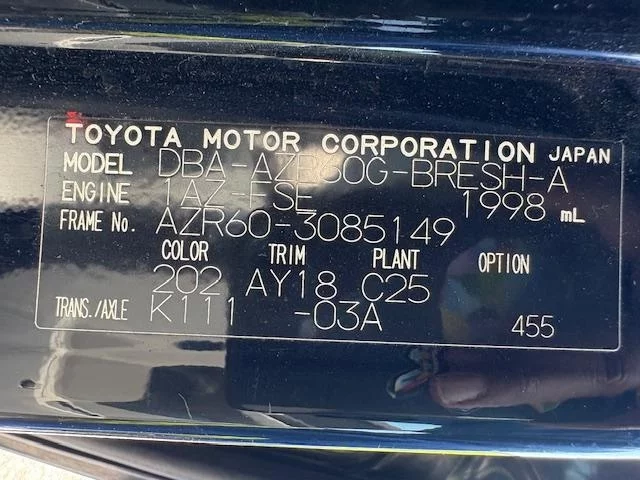 TOYOTA MOTOR CORPORATION JAPAN
MODEL DBA-AZR60G-BRESH-A
ENGINE 1AZ-FSE 1998 mL
FRAME No. AZR60-3085149
COLOR TRIM PLANT OPTION
202 AY18 C25
TRANS./AXLE K111 -03A 455